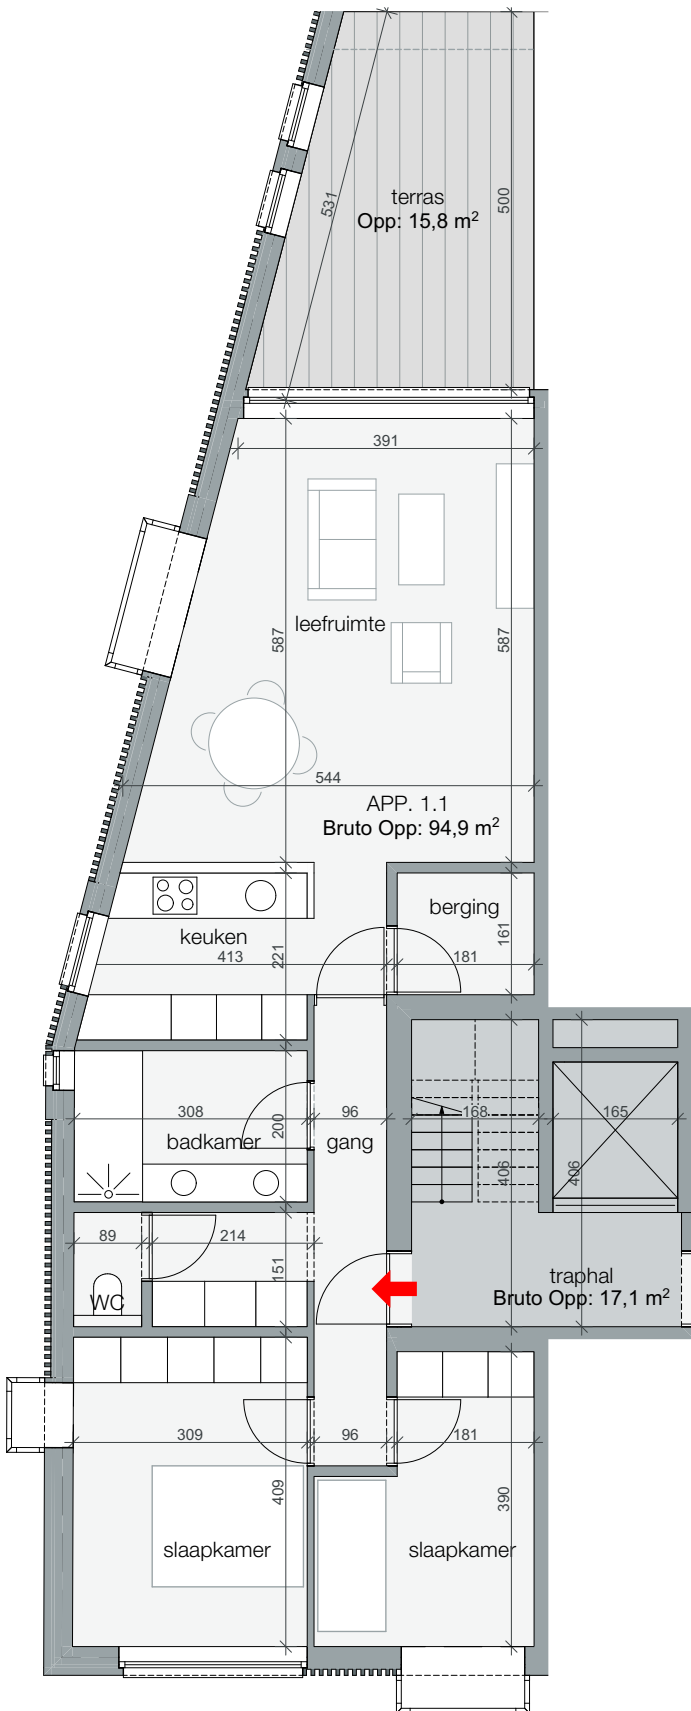 531
500
terras
Opp: 15,8 m²
391
587
leefruimte
587
544
APP. 1.1
Bruto Opp: 94,9 m²
berging
keuken
161
413
221
181
308
200
96
168
165
badkamer
gang
406
406
89
214
151
WC
traphal
Bruto Opp: 17,1 m²
309
96
181
409
390
slaapkamer
slaapkamer